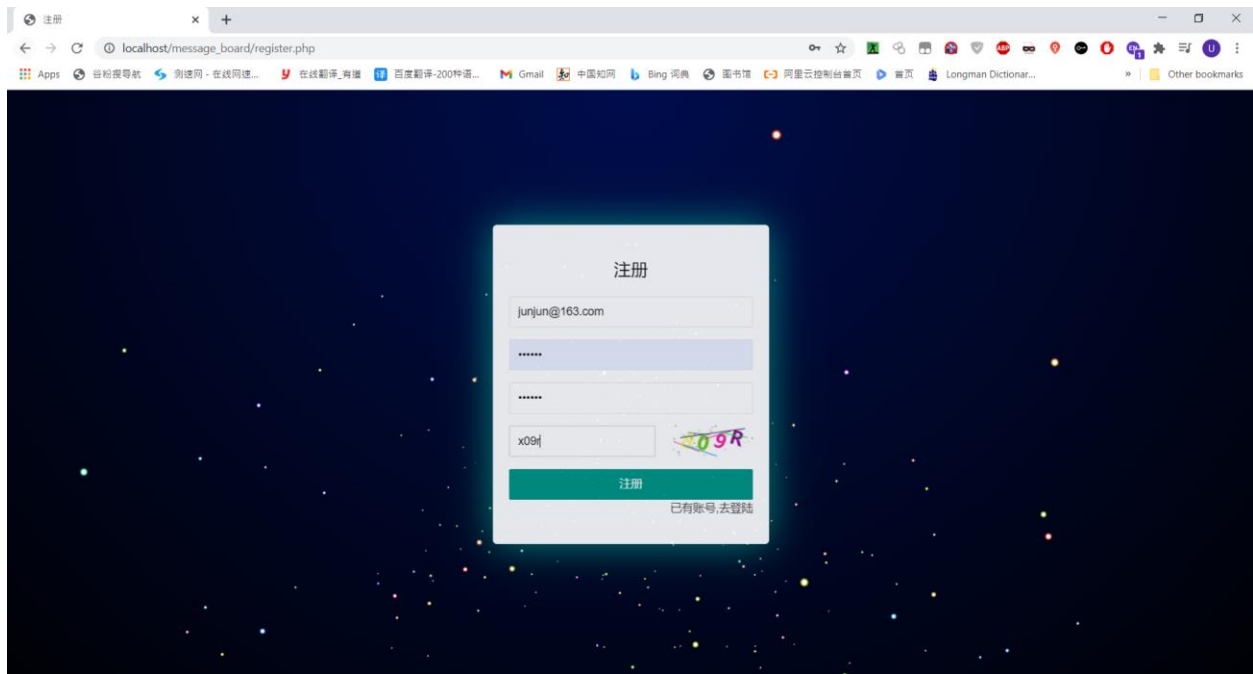 注册
localhost/message_board/register.php
Apps 谷粉搜导航 测速网 - 在线网速... 在线翻译_有道 百度翻译-200种语... Gmail 中国知网 Bing 词典 图书馆 阿里云控制台首页 首页 Longman Dictionar... » Other bookmarks
注册
junjun@163.com
••••••
••••••
x09r
09R
注册
已有账号,去登陆